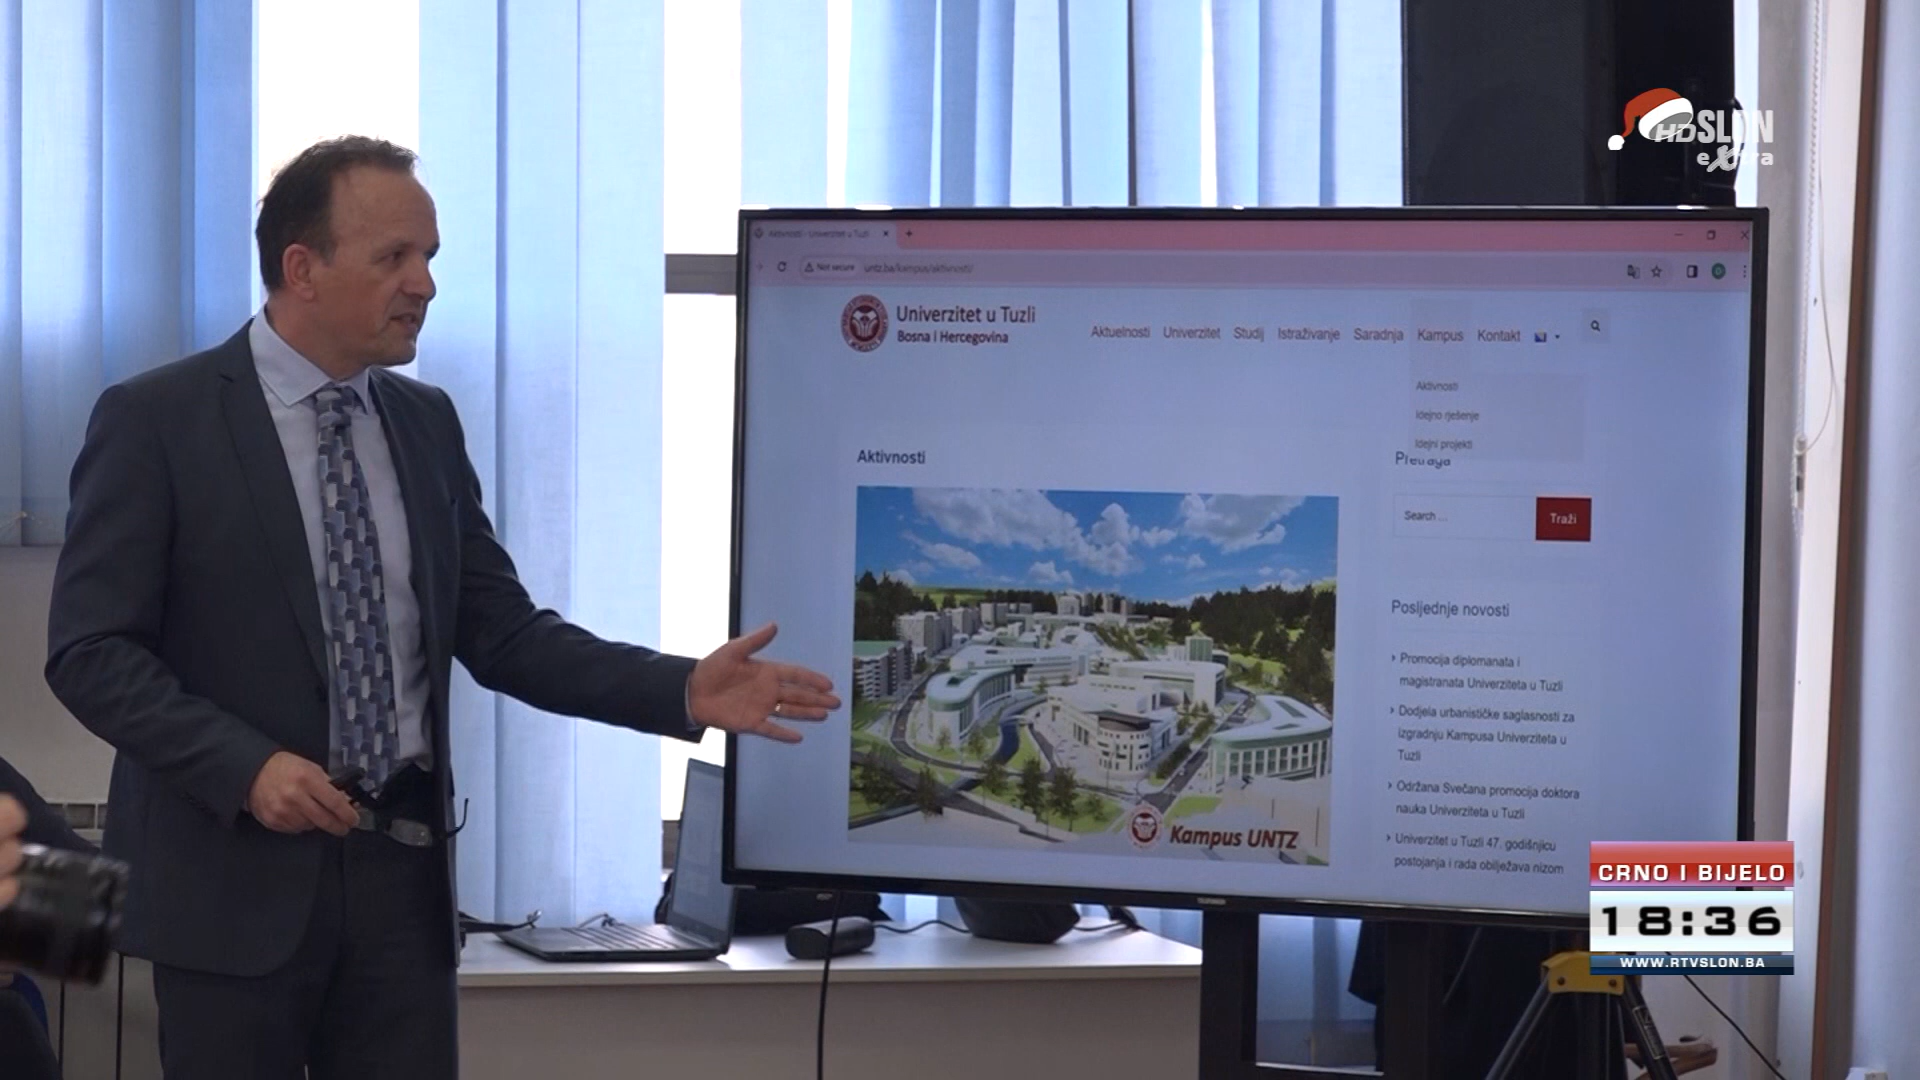 HD SLON
extra
Aktivnosti - Univerzitet u Tuzli
Not secure untz.ba/kampus/aktivnosti/
Univerzitet u Tuzli
Bosna i Hercegovina
Aktuelnosti Univerzitet Studij Istraživanje Saradnja Kampus Kontakt
Aktivnosti
Idejno rješenje
Idejni projekti
Aktivnosti
Pretraga
Search ...
Traži
Kampus UNTZ
Posljednje novosti
Promocija diplomanata i
magistranata Univerziteta u Tuzli
Dodjela urbanističke saglasnosti za
izgradnju Kampusa Univerziteta u
Tuzli
Održana Svečana promocija doktora
nauka Univerziteta u Tuzli
Univerzitet u Tuzli 47. godišnjicu
postojanja i rada obilježava nizom
CRNO I BIJELO
18:36
WWW.RTVSLON.BA